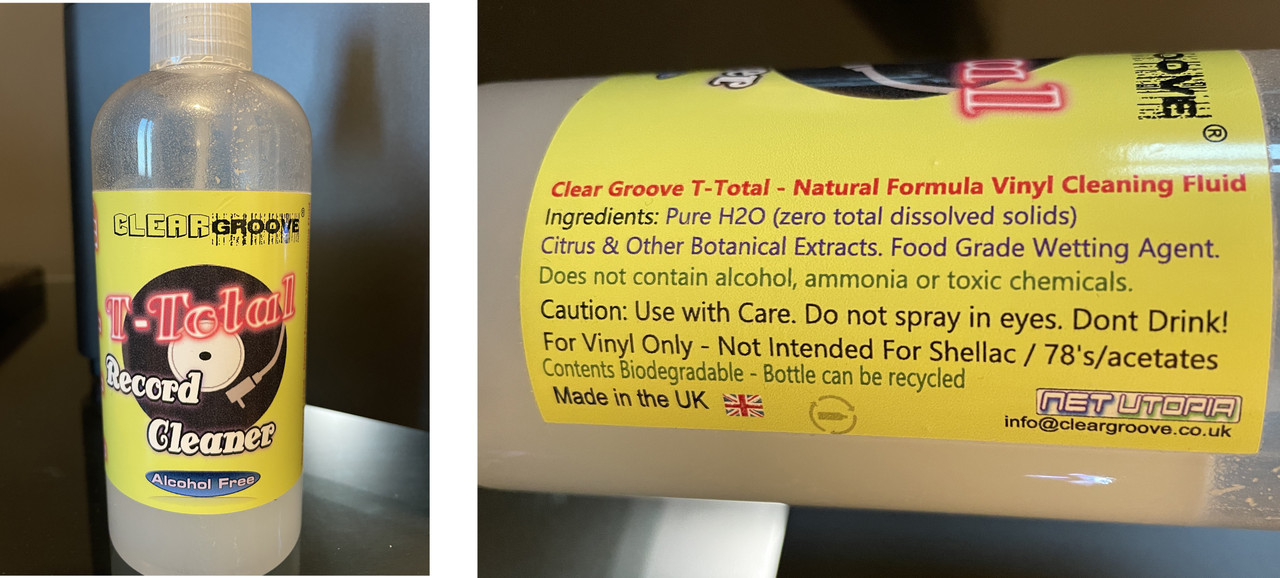 CLEAR GROOVE®
T-Total
Record
Cleaner
Alcohol Free
T
OOVE
®
Clear Groove T-Total - Natural Formula Vinyl Cleaning Fluid
Ingredients: Pure H2O (zero total dissolved solids)
Citrus & Other Botanical Extracts. Food Grade Wetting Agent.
Does not contain alcohol, ammonia or toxic chemicals.
Caution: Use with Care. Do not spray in eyes. Dont Drink!
For Vinyl Only - Not Intended For Shellac / 78's/acetates
Contents Biodegradable - Bottle can be recycled
Made in the UK
NET UTOPIA
info@cleargroove.co.uk